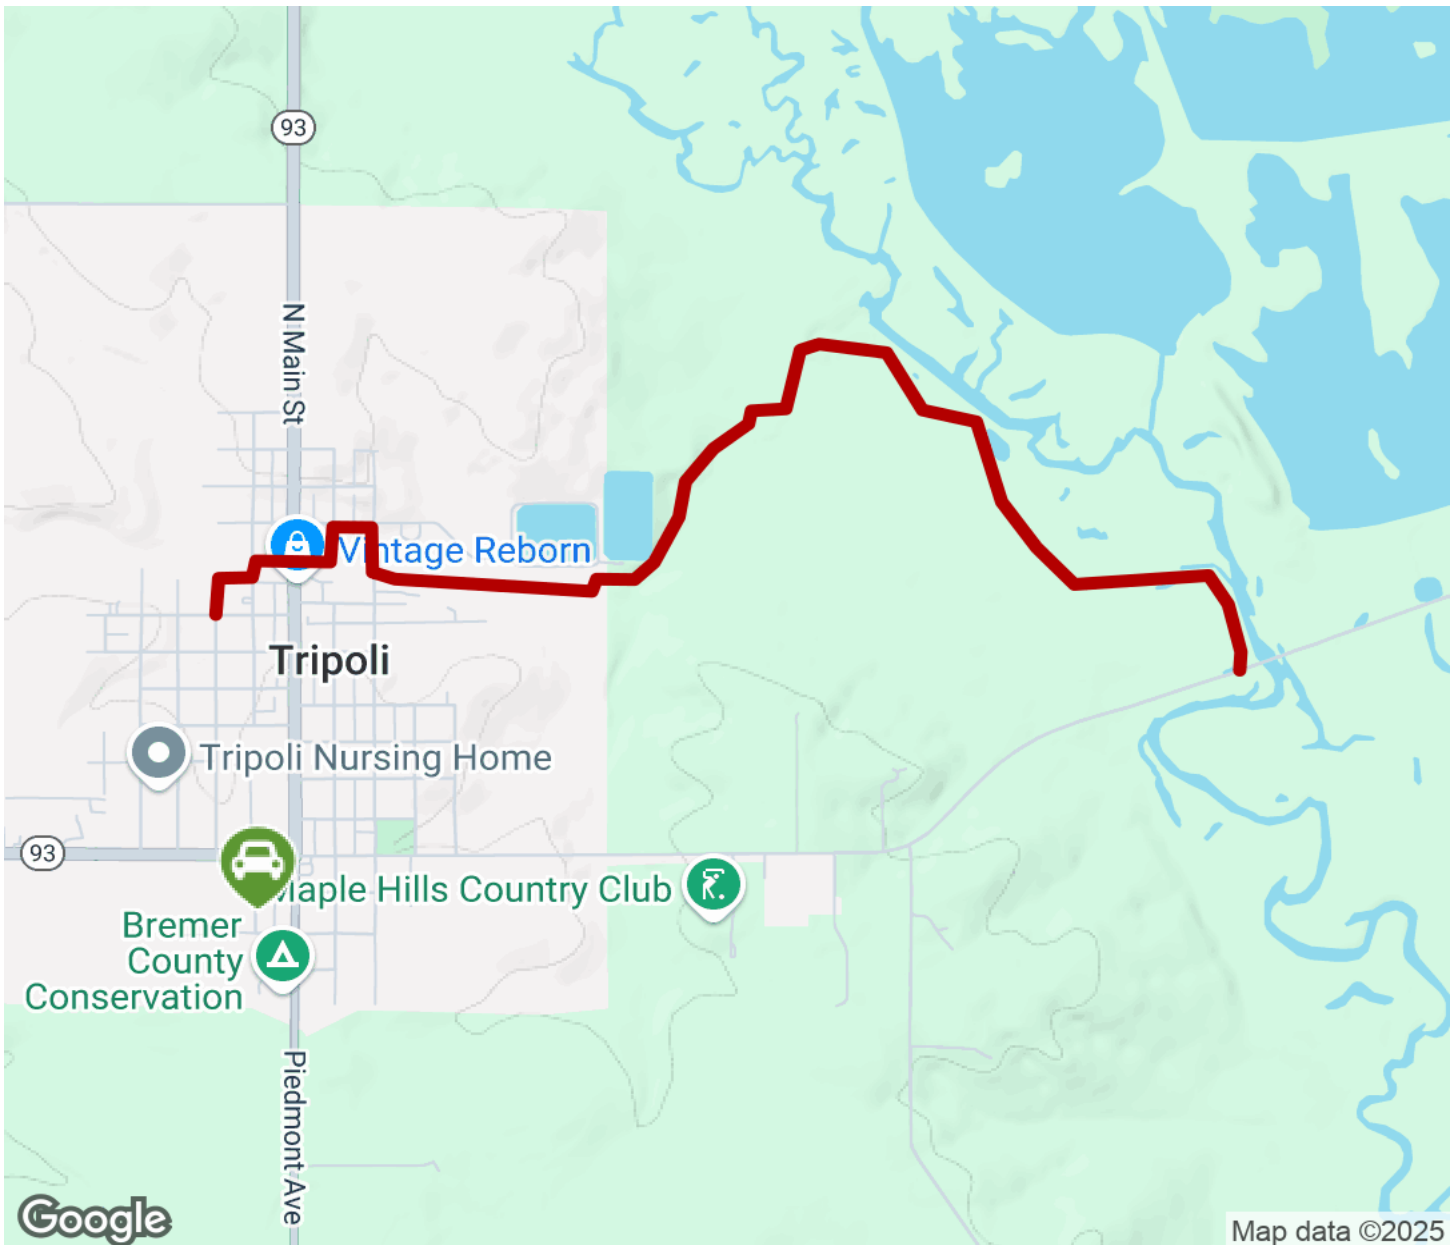 93
N Main St
Vintage Reborn
Tripoli
Tripoli Nursing Home
93
Maple Hills Country Club
Bremer
County
Conservation
Piedmont Ave
Google
Map data ©2025